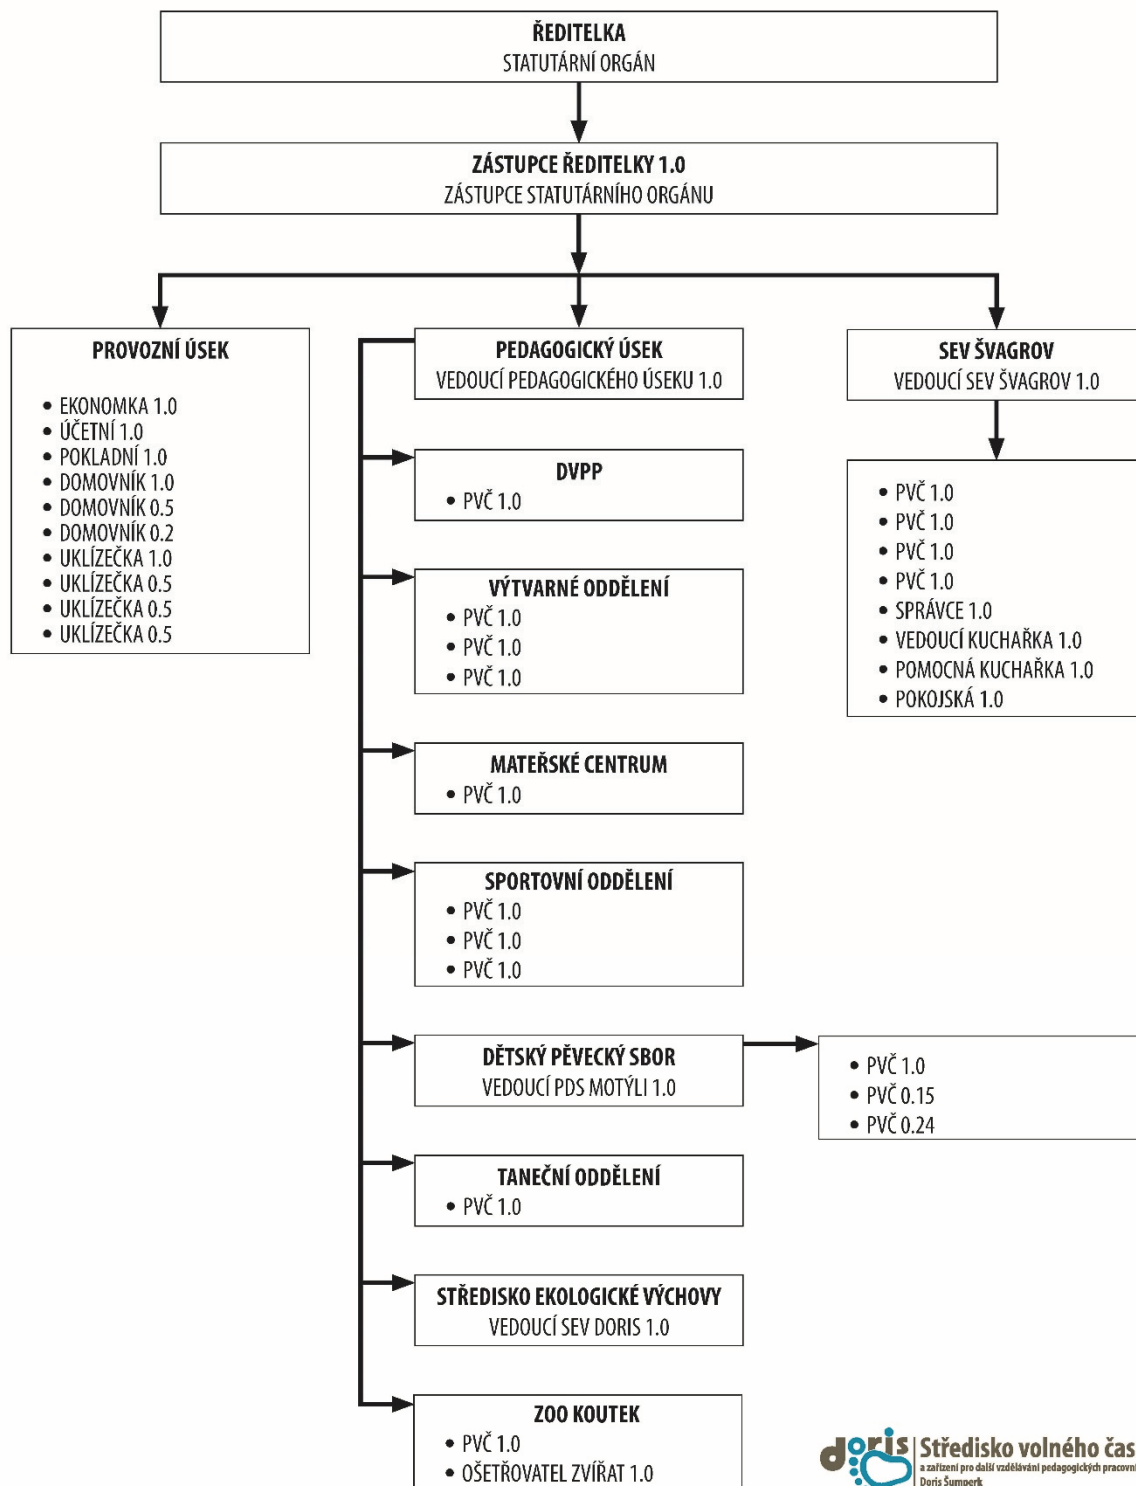 ŘEDITELKA
STATUTÁRNÍ ORGÁN
ZÁSTUPCE ŘEDITELKY 1.0
ZÁSTUPCE STATUTÁRNÍHO ORGÁNU
PROVOZNÍ ÚSEK
• EKONOMKA 1.0
• ÚČETNÍ 1.0
• POKLADNÍ 1.0
• DOMOVNÍK 1.0
• DOMOVNÍK 0.5
• DOMOVNÍK 0.2
• UKLÍZEČKA 1.0
• UKLÍZEČKA 0.5
• UKLÍZEČKA 0.5
• UKLÍZEČKA 0.5
PEDAGOGICKÝ ÚSEK
VEDOUCÍ PEDAGOGICKÉHO ÚSEKU 1.0
DVPP
• PVČ 1.0
VÝTVARNÉ ODDĚLENÍ
• PVČ 1.0
• PVČ 1.0
• PVČ 1.0
MATEŘSKÉ CENTRUM
• PVČ 1.0
SPORTOVNÍ ODDĚLENÍ
• PVČ 1.0
• PVČ 1.0
• PVČ 1.0
DĚTSKÝ PĚVECKÝ SBOR
VEDOUCÍ PDS MOTÝLI 1.0
• PVČ 1.0
• PVČ 0.15
• PVČ 0.24
TANEČNÍ ODDĚLENÍ
• PVČ 1.0
STŘEDISKO EKOLOGICKÉ VÝCHOVY
VEDOUCÍ SEV DORIS 1.0
ZOO KOUTEK
• PVČ 1.0
• OŠETŘOVATEL ZVÍŘAT 1.0
SEV ŠVAGROV
VEDOUCÍ SEV ŠVAGROV 1.0
• PVČ 1.0
• PVČ 1.0
• PVČ 1.0
• PVČ 1.0
• SPRÁVCE 1.0
• VEDOUCÍ KUCHAŘKA 1.0
• POMOCNÁ KUCHAŘKA 1.0
• POKOJSKÁ 1.0
doris
Středisko volného čas
a zařízení pro další vzdělávání pedagogických pracovní
Doris Šumperk